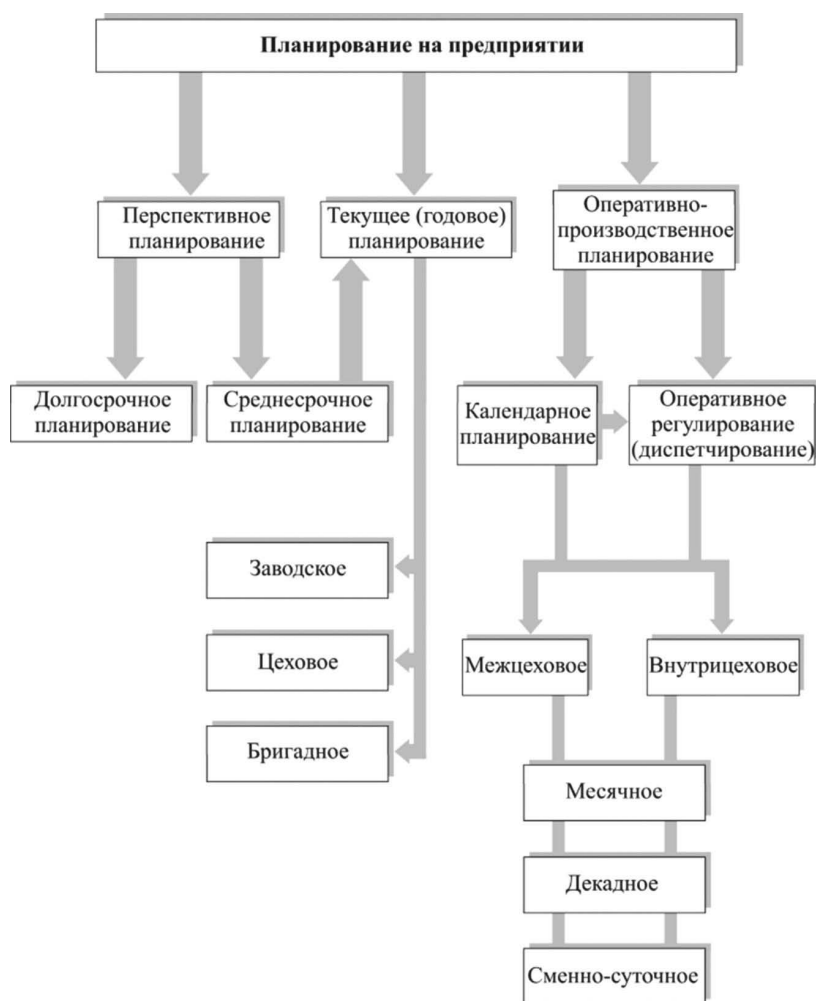 Планирование на предприятии
Перспективное
планирование
Текущее (годовое)
планирование
Оперативно-
производственное
планирование
Долгосрочное
планирование
Среднесрочное
планирование
Календарное
планирование
Оперативное
регулирование
(диспетчирование)
Заводское
Цеховое
Бригадное
Межцеховое
Внутрицеховое
Месячное
Декадное
Сменно-суточное